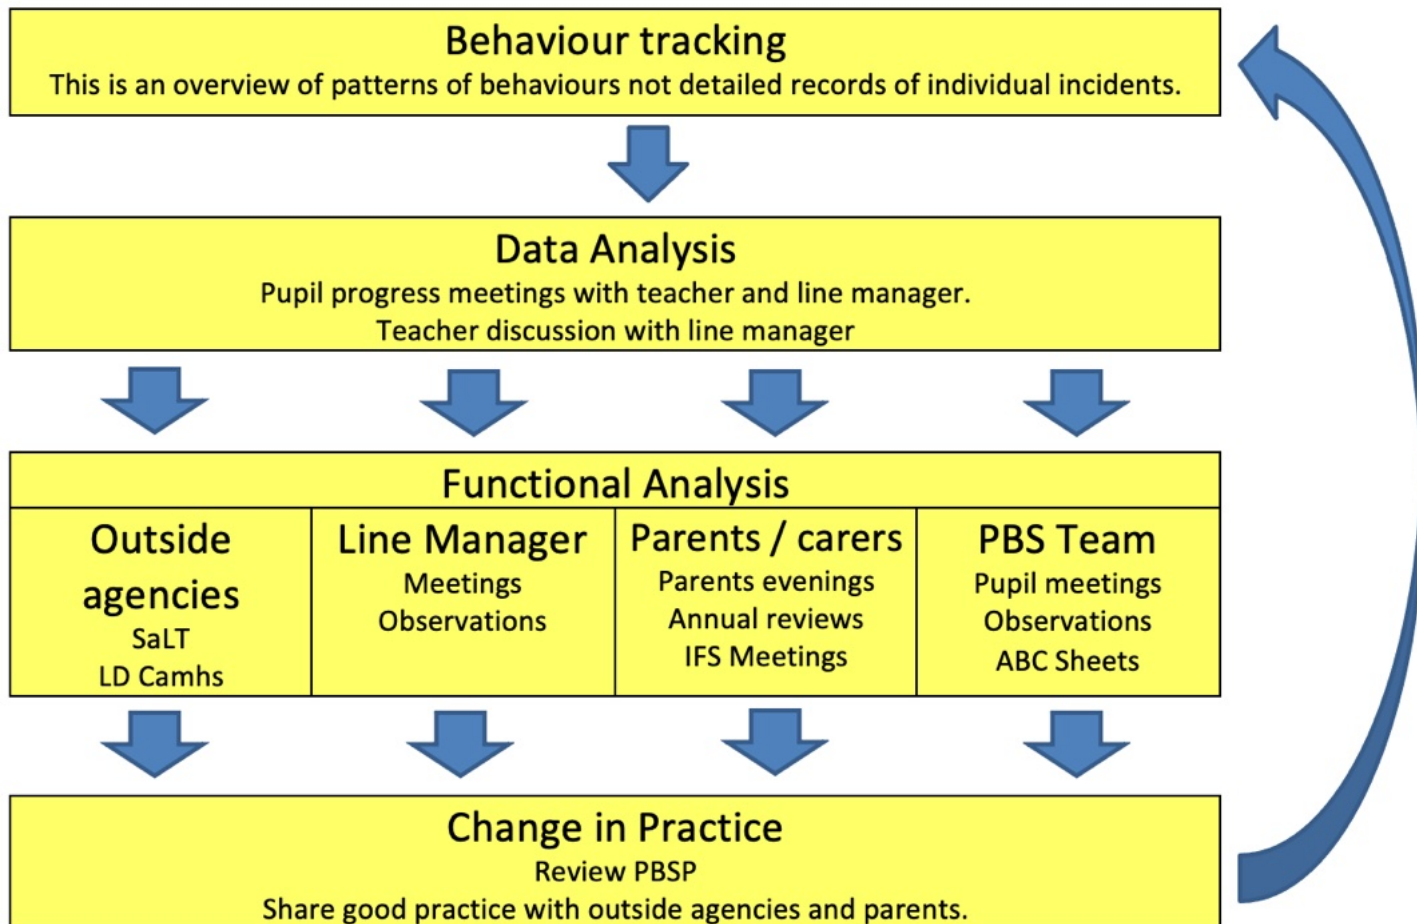 Behaviour tracking
This is an overview of patterns of behaviours not detailed records of individual incidents.
Data Analysis
Pupil progress meetings with teacher and line manager.
Teacher discussion with line manager
Functional Analysis
Outside
agencies
SaLT
LD Camhs
Line Manager
Meetings
Observations
Parents / carers
Parents evenings
Annual reviews
IFS Meetings
PBS Team
Pupil meetings
Observations
ABC Sheets
Change in Practice
Review PBSP
Share good practice with outside agencies and parents.